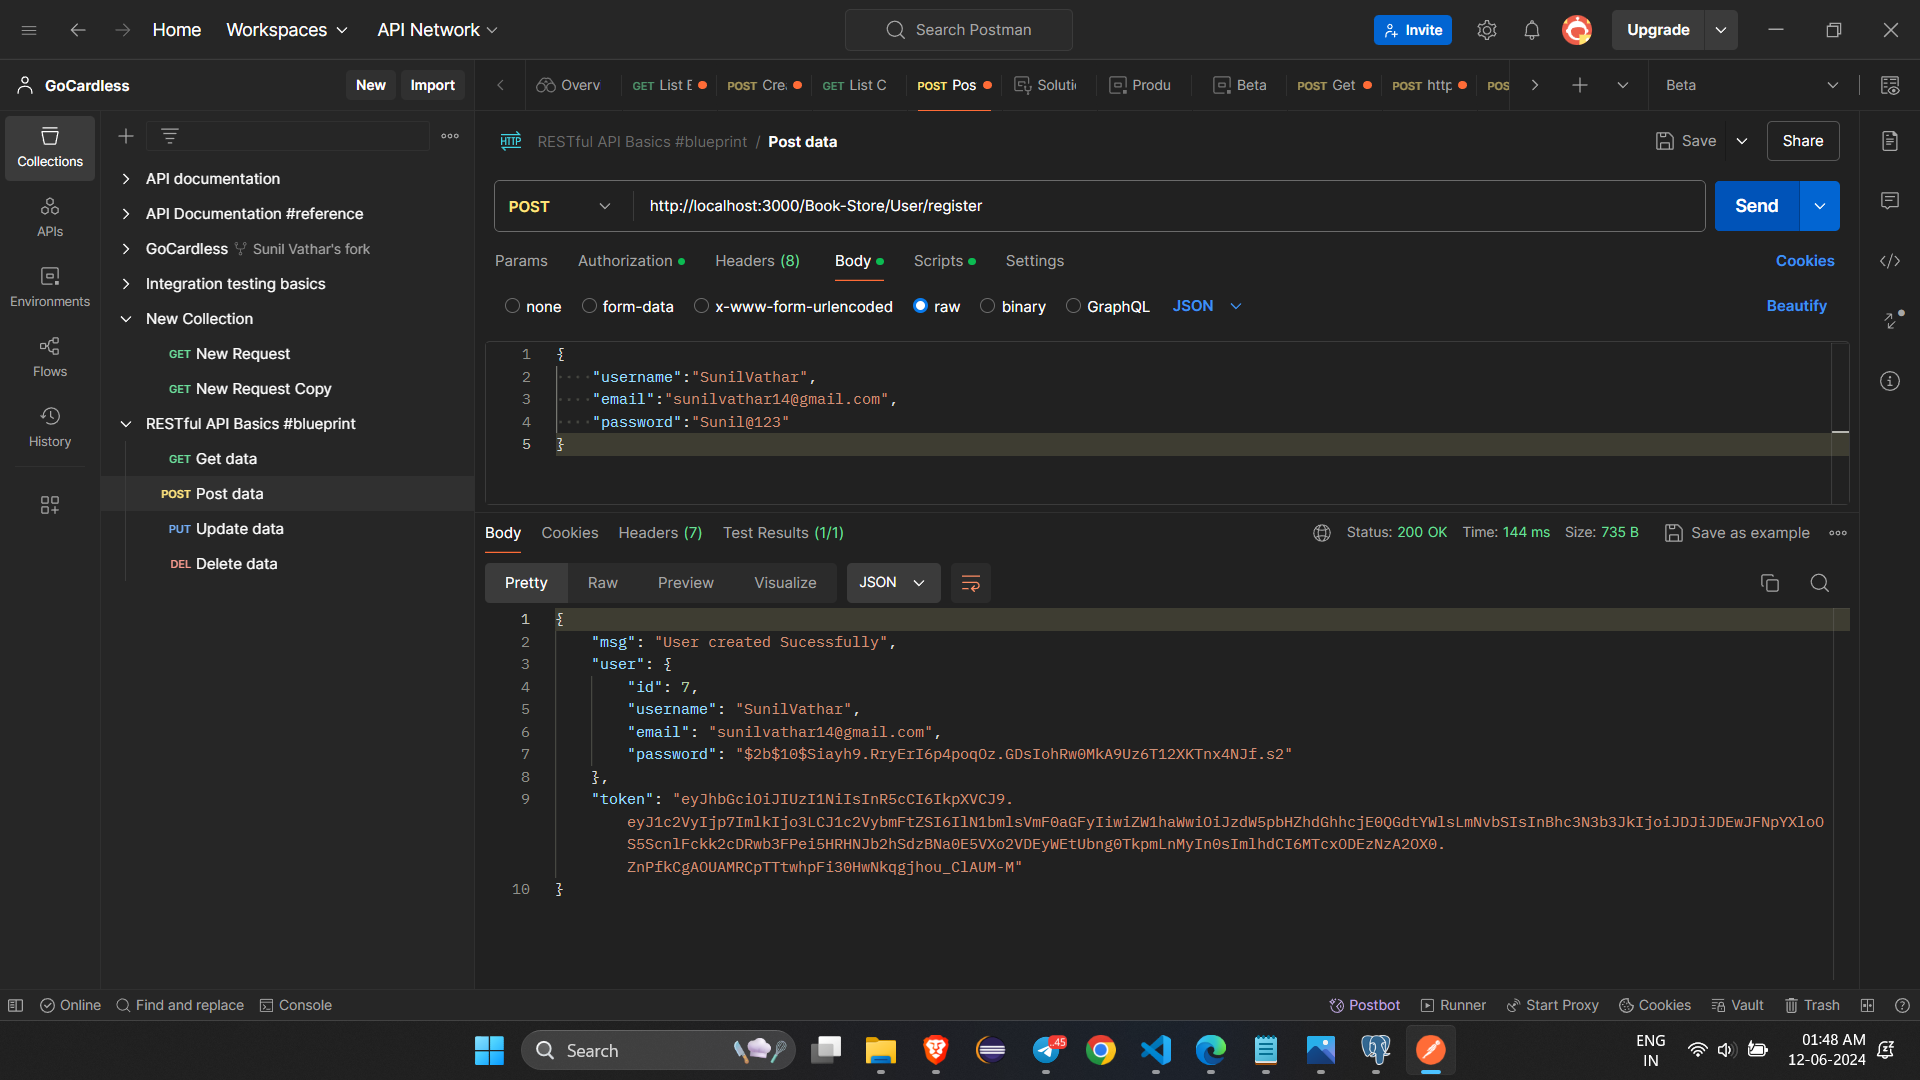 Home
Workspaces
API Network
Search Postman
Invite
Upgrade
GoCardless
New
Import
Overv
GET List E
POST Cre
GET List C
POST Pos
Soluti
Produ
Beta
POST Get
POST http
POS
Beta
Collections
APIs
Environments
Flows
History
API documentation
API Documentation #reference
GoCardless Sunil Vathar's fork
Integration testing basics
New Collection
GET New Request
GET New Request Copy
RESTful API Basics #blueprint
GET Get data
POST Post data
PUT Update data
DEL Delete data
HTTP RESTful API Basics #blueprint / Post data
Save
Share
POST
http://localhost:3000/Book-Store/User/register
Send
Params
Authorization
Headers (8)
Body
Scripts
Settings
Cookies
none
form-data
x-www-form-urlencoded
raw
binary
GraphQL
JSON
Beautify
1 {
2 "username":"SunilVathar",
3 "email":"sunilvathar14@gmail.com",
4 "password":"Sunil@123"
5 }
Body
Cookies
Headers (7)
Test Results (1/1)
Status: 200 OK
Time: 144 ms
Size: 735 B
Save as example
Pretty
Raw
Preview
Visualize
JSON
1 {
2 "msg": "User created Sucessfully",
3 "user": {
4 "id": 7,
5 "username": "SunilVathar",
6 "email": "sunilvathar14@gmail.com",
7 "password": "$2b$10$Siayh9.RryErI6p4poqOz.GDsIohRw0MkA9Uz6T12XKTnx4NJf.s2"
8 },
9 "token": "eyJhbGciOiJIUzI1NiIsInR5cCI6IkpXVCJ9.
eyJ1c2VyIjp7ImlkIjo3LCJ1c2VybmFtZSI6IlN1bmlsVmF0aGFyIiwiZW1haWwiOiJzdW5pbHZhdGhhcjE0QGdtYWlsLmNvbSIsInBhc3N3b3JkIjoiJDJiJDEwJFNpYXloO
S5ScnlFckk2cDRwb3FPei5HRHNJb2hSdzBNa0E5VXo2VDEyWEtUbng0TkpmLnMyIn0sImlhdCI6MTcxODEzNzA2OX0.
ZnPfkCgAOUAMRCpTTtwhpFi30HwNkqgjhou_ClAUM-M"
10 }
Online
Find and replace
Console
Postbot
Runner
Start Proxy
Cookies
Vault
Trash
Search
.45
ENG
IN
01:48 AM
12-06-2024